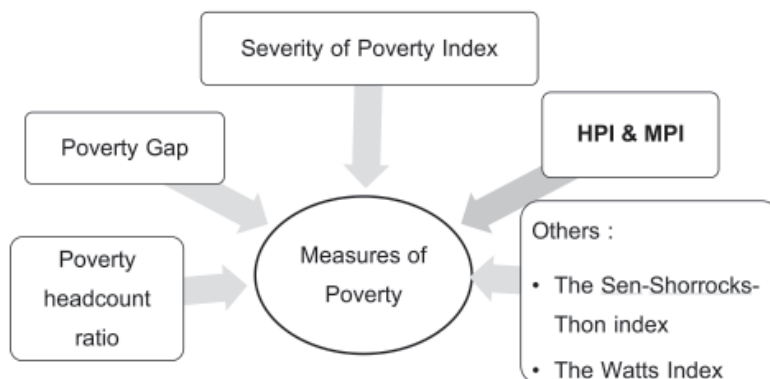 Severity of Poverty Index
Poverty Gap
HPI & MPI
Poverty
headcount
ratio
Measures of
Poverty
Others :
• The Sen-Shorrocks-
Thon index
• The Watts Index